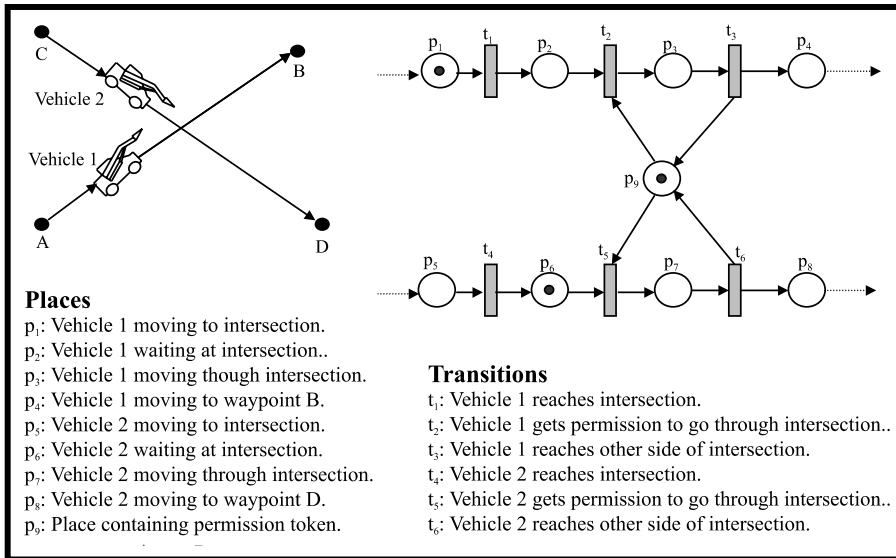 C
B
Vehicle 2
Vehicle 1
A
D
p₁ t₁ p₂ t₂ p₃ t₃ p₄
p₉
p₅ t₄ p₆ t₅ p₇ t₆ p₈
Places
p₁: Vehicle 1 moving to intersection.
p₂: Vehicle 1 waiting at intersection..
p₃: Vehicle 1 moving though intersection.
p₄: Vehicle 1 moving to waypoint B.
p₅: Vehicle 2 moving to intersection.
p₆: Vehicle 2 waiting at intersection.
p₇: Vehicle 2 moving through intersection.
p₈: Vehicle 2 moving to waypoint D.
p₉: Place containing permission token.
Transitions
t₁: Vehicle 1 reaches intersection.
t₂: Vehicle 1 gets permission to go through intersection..
t₃: Vehicle 1 reaches other side of intersection.
t₄: Vehicle 2 reaches intersection.
t₅: Vehicle 2 gets permission to go through intersection..
t₆: Vehicle 2 reaches other side of intersection.